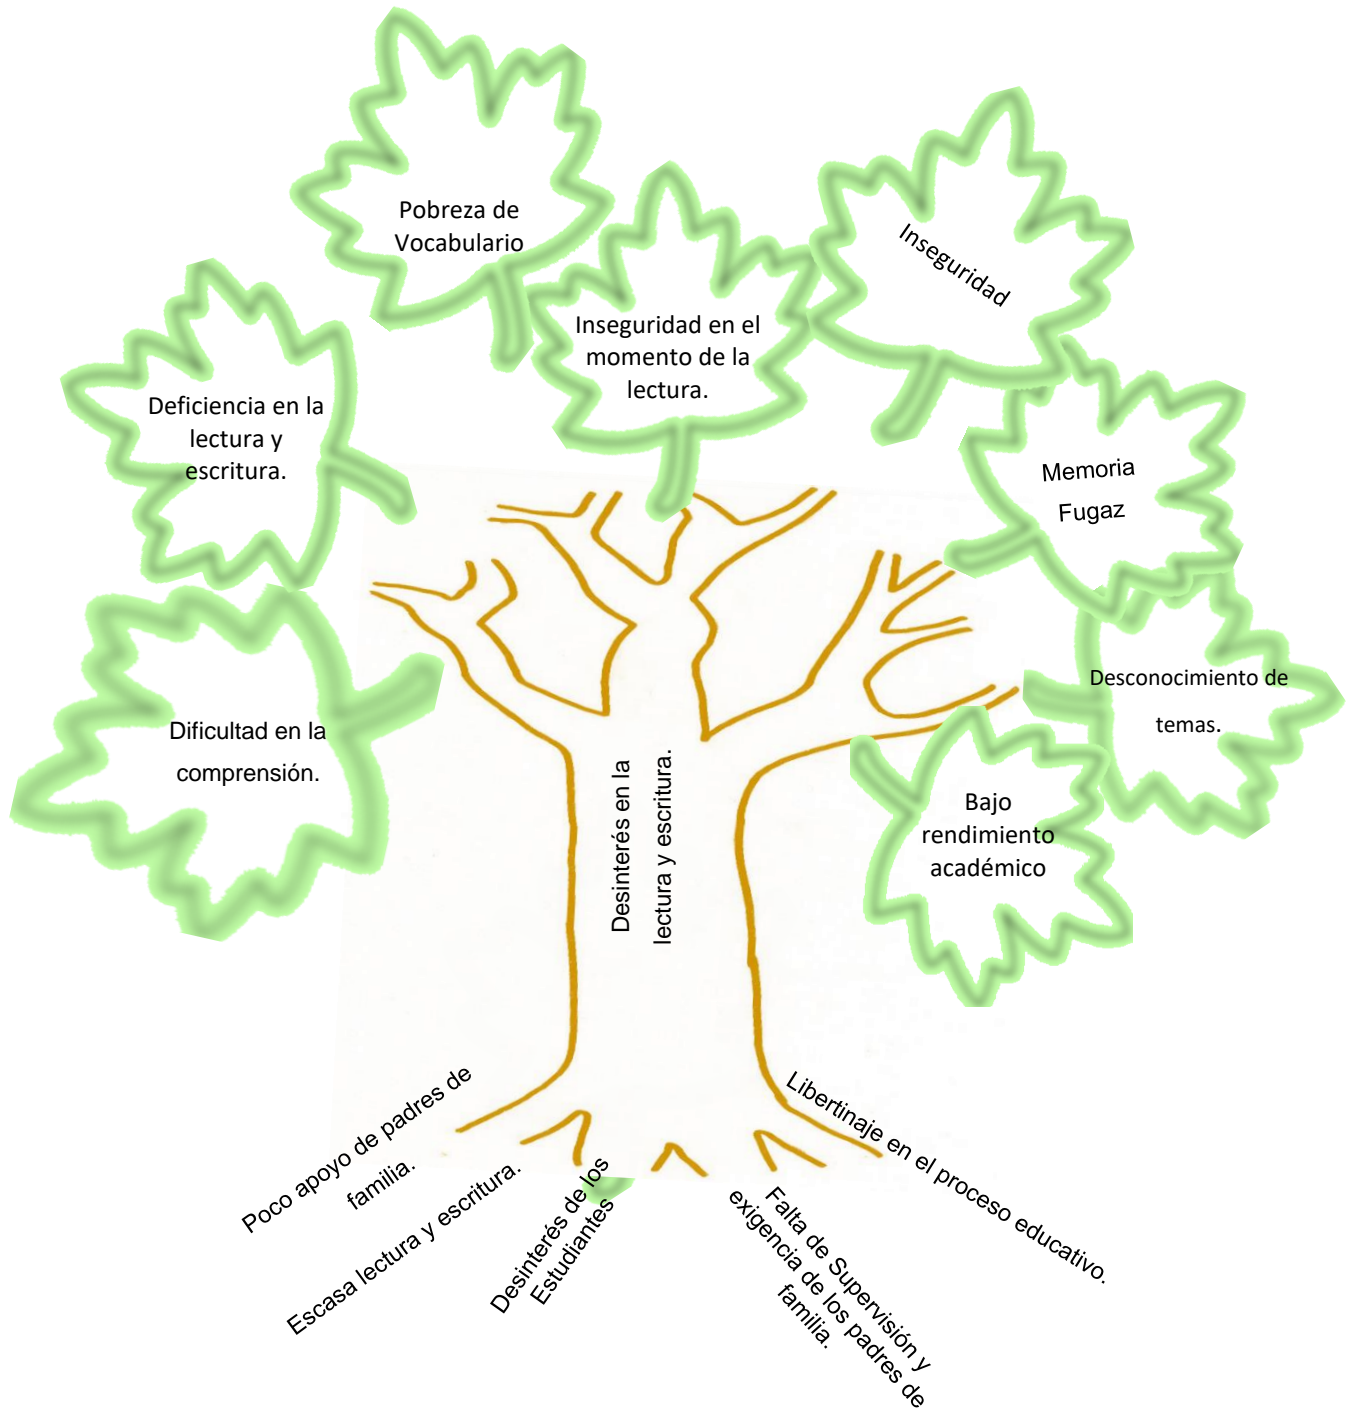 Pobreza de
Vocabulario
Inseguridad
Inseguridad en el
momento de la
lectura.
Deficiencia en la
lectura y
escritura.
Memoria
Fugaz
Desconocimiento de
temas.
Dificultad en la
comprensión.
Bajo
rendimiento
académico
Desinterés en la
lectura y escritura.
Poco apoyo de padres de
familia.
Escasa lectura y escritura.
Desinterés de los
Estudiantes
Falta de Supervisión y
exigencia de los padres de
familia.
Libertinaje en el proceso educativo.